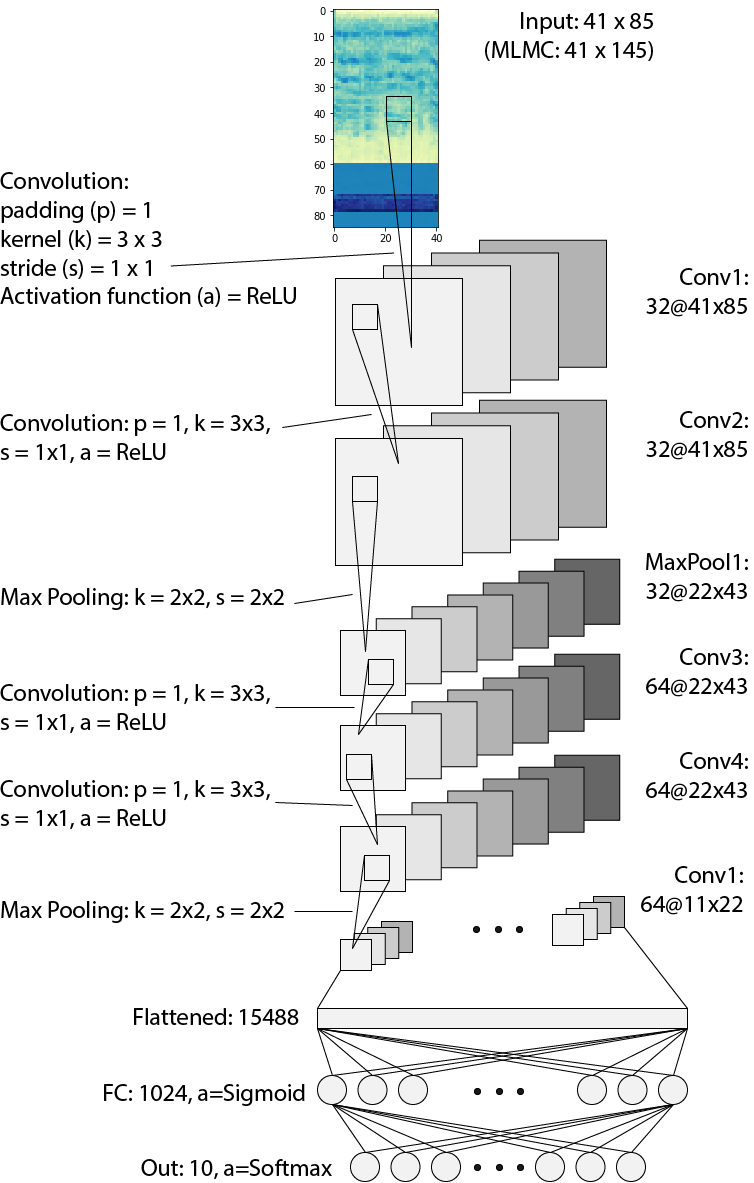 Input: 41 x 85
(MLMC: 41 x 145)
0
10
20
30
40
50
60
70
80
0
20
40
Convolution:
padding (p) = 1
kernel (k) = 3 x 3
stride (s) = 1 x 1
Activation function (a) = ReLU
Conv1:
32@41x85
Convolution: p = 1, k = 3x3,
s = 1x1, a = ReLU
Conv2:
32@41x85
Max Pooling: k = 2x2, s = 2x2
MaxPool1:
32@22x43
Convolution: p = 1, k = 3x3,
s = 1x1, a = ReLU
Conv3:
64@22x43
Convolution: p = 1, k = 3x3,
s = 1x1, a = ReLU
Conv4:
64@22x43
Max Pooling: k = 2x2, s = 2x2
Conv1:
64@11x22
Flattened: 15488
FC: 1024, a=Sigmoid
Out: 10, a=Softmax